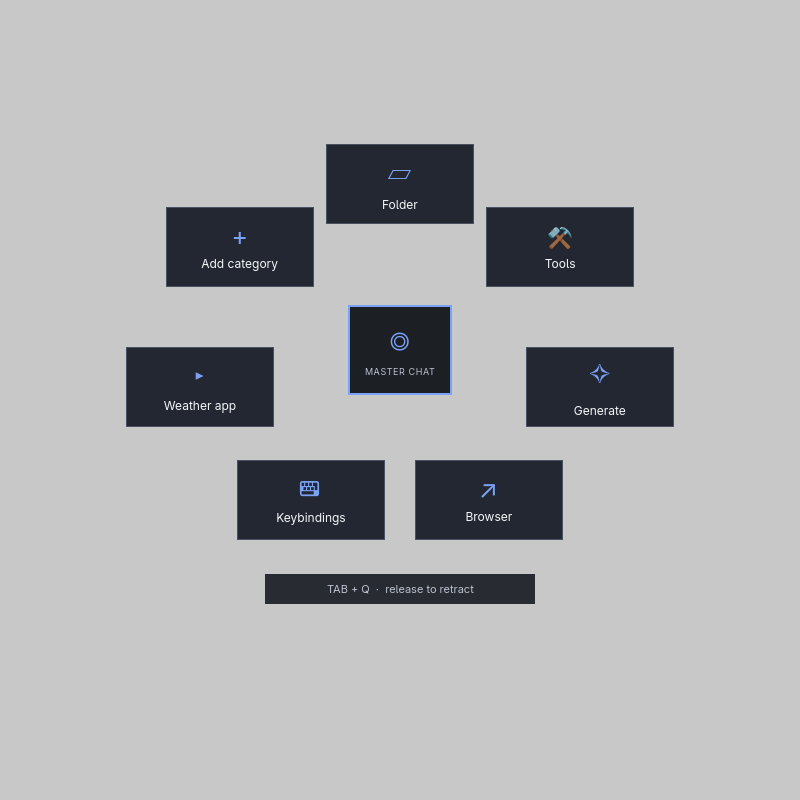 Folder
Add category
Tools
MASTER CHAT
Weather app
Generate
Keybindings
Browser
TAB + Q · release to retract